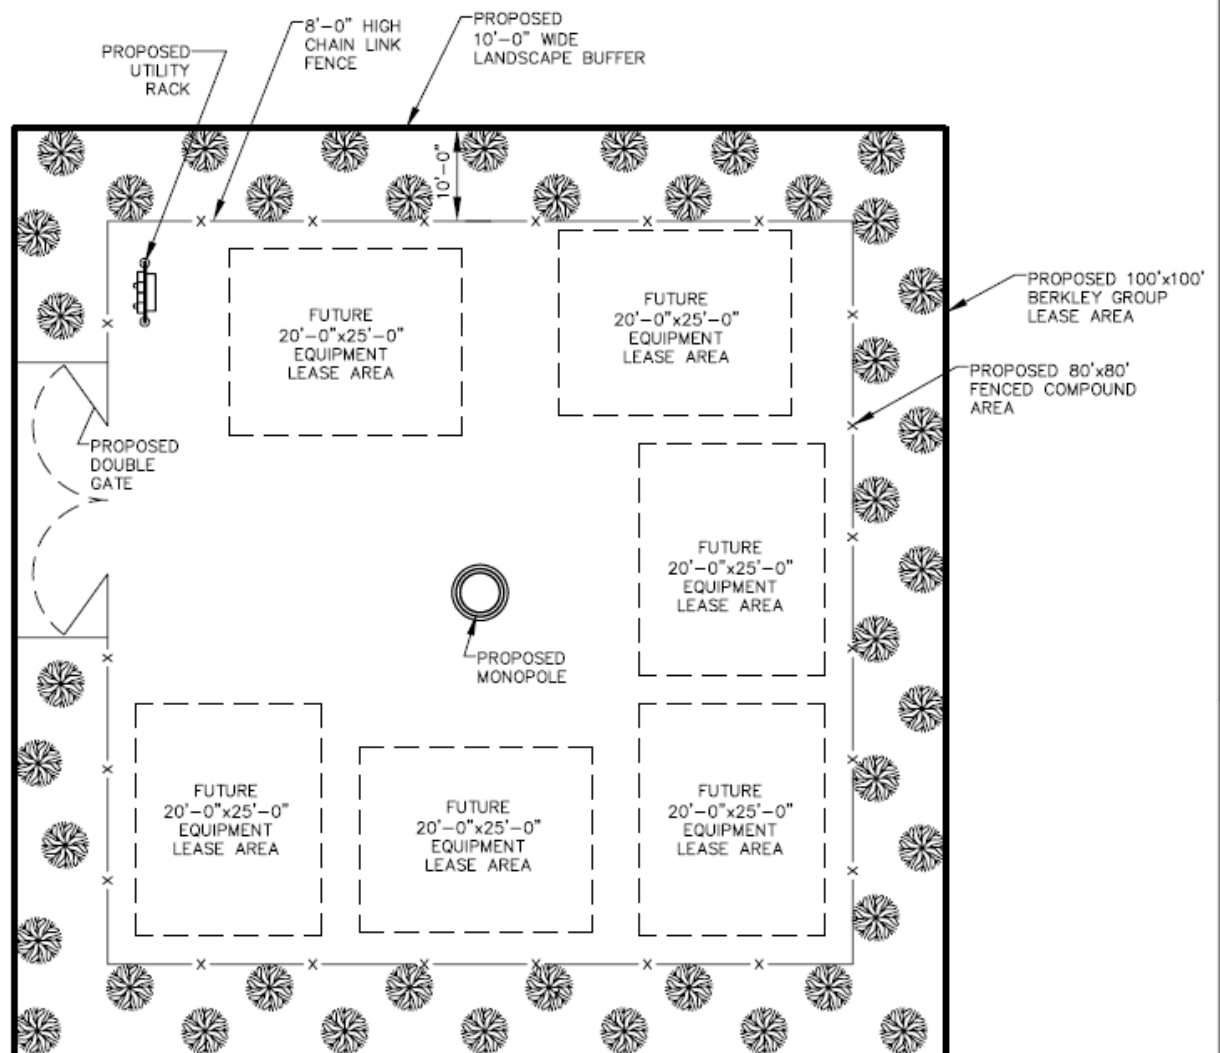 PROPOSED
UTILITY
RACK
8'-0" HIGH
CHAIN LINK
FENCE
PROPOSED
10'-0" WIDE
LANDSCAPE BUFFER
10'-0"
PROPOSED 100'x100'
BERKLEY GROUP
LEASE AREA
PROPOSED 80'x80'
FENCED COMPOUND
AREA
FUTURE
20'-0"x25'-0"
EQUIPMENT
LEASE AREA
FUTURE
20'-0"x25'-0"
EQUIPMENT
LEASE AREA
PROPOSED
DOUBLE
GATE
FUTURE
20'-0"x25'-0"
EQUIPMENT
LEASE AREA
PROPOSED
MONOPOLE
FUTURE
20'-0"x25'-0"
EQUIPMENT
LEASE AREA
FUTURE
20'-0"x25'-0"
EQUIPMENT
LEASE AREA
FUTURE
20'-0"x25'-0"
EQUIPMENT
LEASE AREA